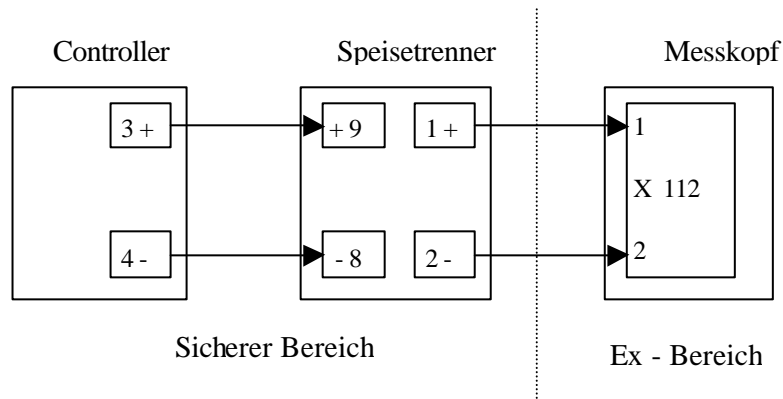 Controller Speisetrenner Messkopf
3 + + 9 1 + 1
X 112
4 - - 8 2 - 2
Sicherer Bereich
Ex - Bereich